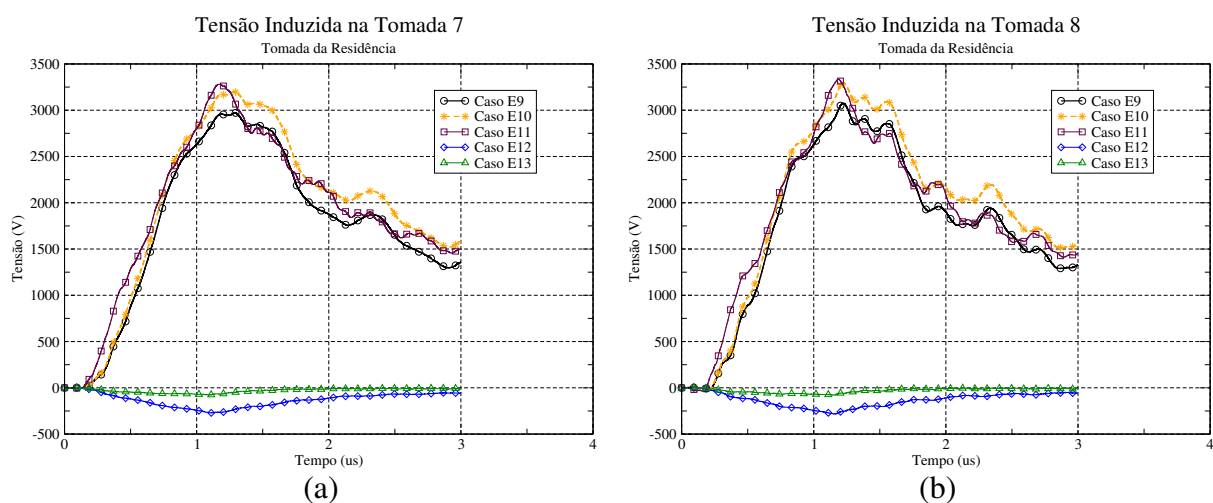 Tensão Induzida na Tomada 7
Tomada da Residência
3500
3000
2500
2000
1500
1000
500
0
-500
Tensão (V)
Caso E9
Caso E10
Caso E11
Caso E12
Caso E13
0
1
2
3
4
Tempo (us)
(a)
Tensão Induzida na Tomada 8
Tomada da Residência
3500
3000
2500
2000
1500
1000
500
0
-500
Tensão (V)
Caso E9
Caso E10
Caso E11
Caso E12
Caso E13
0
1
2
3
4
Tempo (us)
(b)